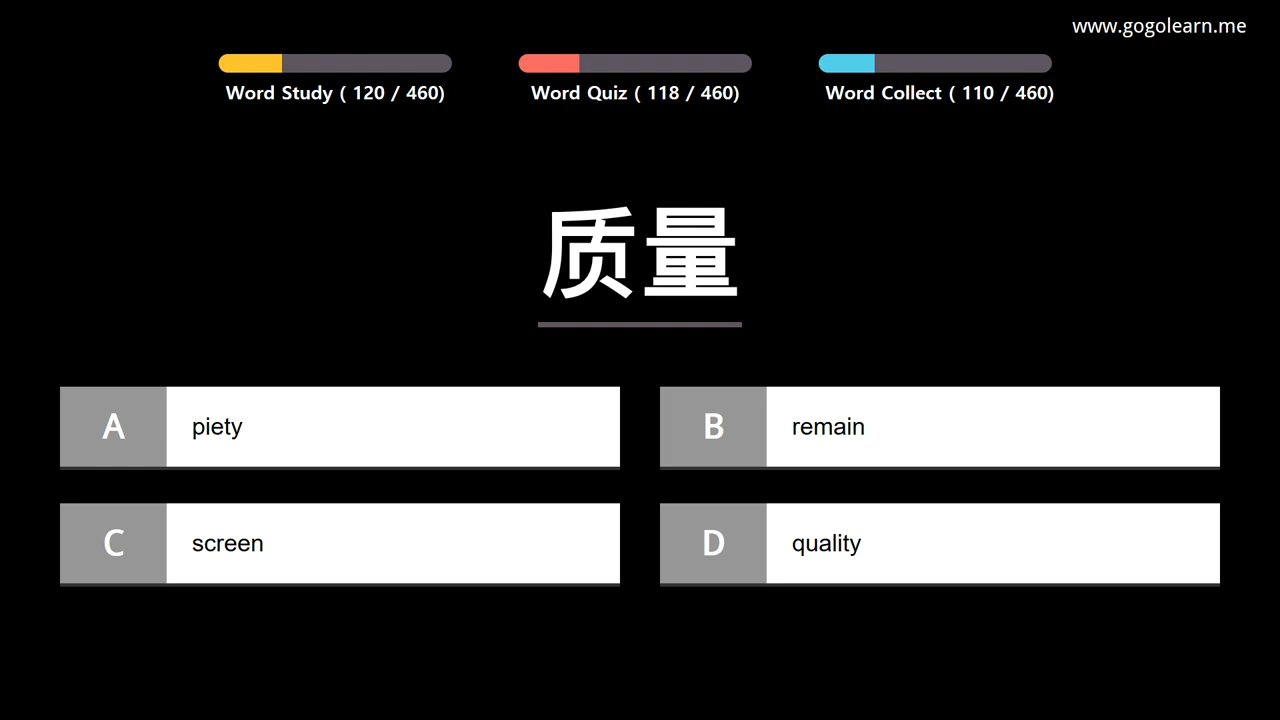 www.gogolearn.me
Word Study ( 120 / 460)
Word Quiz ( 118 / 460)
Word Collect ( 110 / 460)
质量
A piety
B remain
C screen
D quality